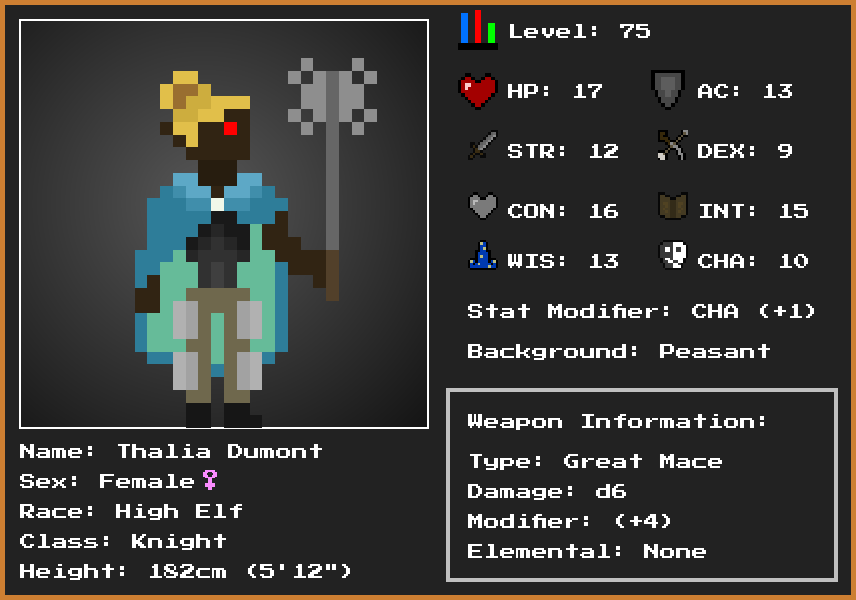 Level: 75
HP: 17
AC: 13
STR: 12
DEX: 9
CON: 16
INT: 15
WIS: 13
CHA: 10
Stat Modifier: CHA (+1)
Background: Peasant
Weapon Information:
Type: Great Mace
Damage: d6
Modifier: (+4)
Elemental: None
Name: Thalia Dumont
Sex: Female♀
Race: High Elf
Class: Knight
Height: 182cm (5'12")